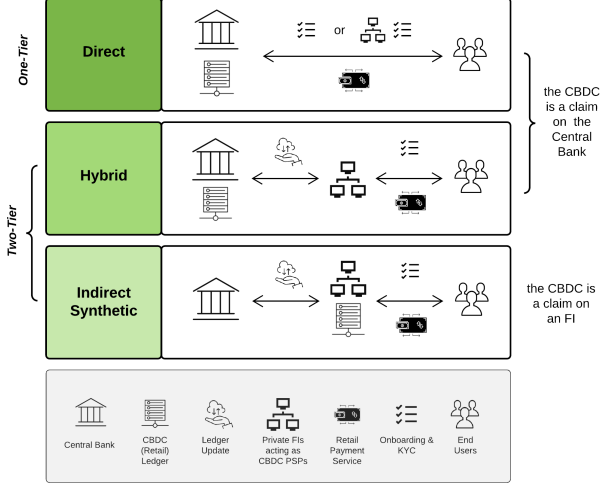 One-Tier
Direct
or
the CBDC
is a claim
on the
Central
Bank
Two-Tier
Hybrid
Indirect
Synthetic
the CBDC is
a claim on
an FI
Central Bank
CBDC
(Retail)
Ledger
Ledger
Update
Private FIs
acting as
CBDC PSPs
Retail
Payment
Service
Onboarding &
KYC
End
Users